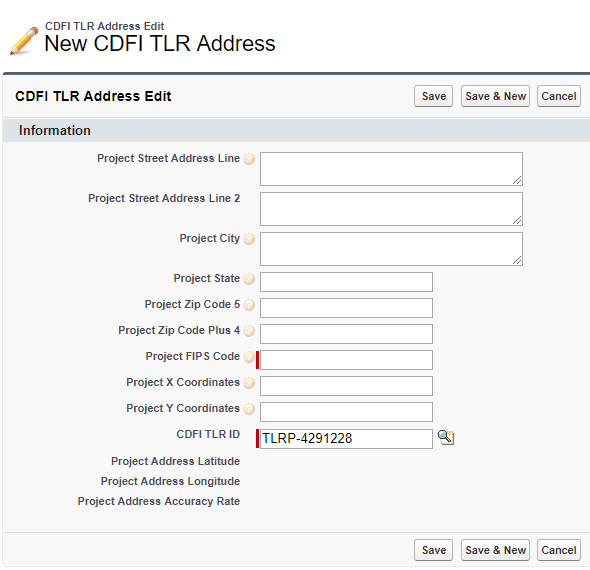 CDFI TLR Address Edit
New CDFI TLR Address
CDFI TLR Address Edit Save Save & New Cancel
Information
Project Street Address Line ?
Project Street Address Line 2
Project City ?
Project State ?
Project Zip Code 5 ?
Project Zip Code Plus 4 ?
Project FIPS Code ?
Project X Coordinates ?
Project Y Coordinates ?
CDFI TLR ID TLRP-4291228
Project Address Latitude
Project Address Longitude
Project Address Accuracy Rate
Save Save & New Cancel